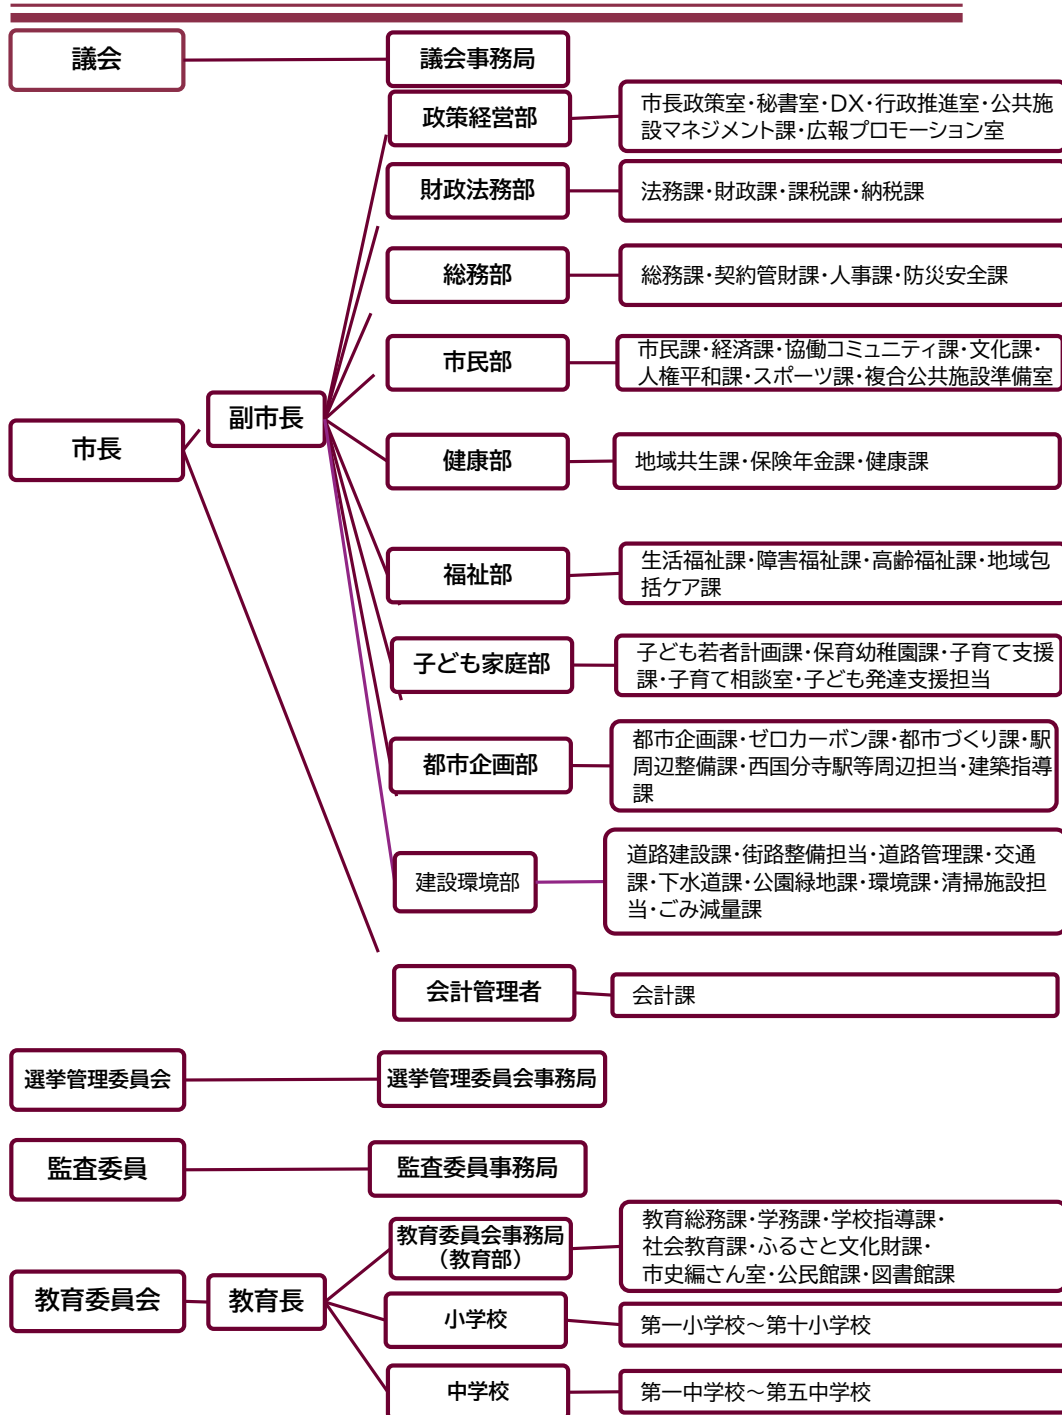 議会
議会事務局
政策経営部
市長政策室・秘書室・DX・行政推進室・公共施
設マネジメント課・広報プロモーション室
財政法務部
法務課・財政課・課税課・納税課
総務部
総務課・契約管財課・人事課・防災安全課
市民部
市民課・経済課・協働コミュニティ課・文化課・
人権平和課・スポーツ課・複合公共施設準備室
市長
副市長
健康部
地域共生課・保険年金課・健康課
福祉部
生活福祉課・障害福祉課・高齢福祉課・地域包
括ケア課
子ども家庭部
子ども若者計画課・保育幼稚園課・子育て支援
課・子育て相談室・子ども発達支援担当
都市企画部
都市企画課・ゼロカーボン課・都市づくり課・駅
周辺整備課・西国分寺駅等周辺担当・建築指導
課
建設環境部
道路建設課・街路整備担当・道路管理課・交通
課・下水道課・公園緑地課・環境課・清掃施設担
当・ごみ減量課
会計管理者
会計課
選挙管理委員会
選挙管理委員会事務局
監査委員
監査委員事務局
教育委員会
教育長
教育委員会事務局
（教育部）
教育総務課・学務課・学校指導課・
社会教育課・ふるさと文化財課・
市史編さん室・公民館課・図書館課
小学校
第一小学校～第十小学校
中学校
第一中学校～第五中学校